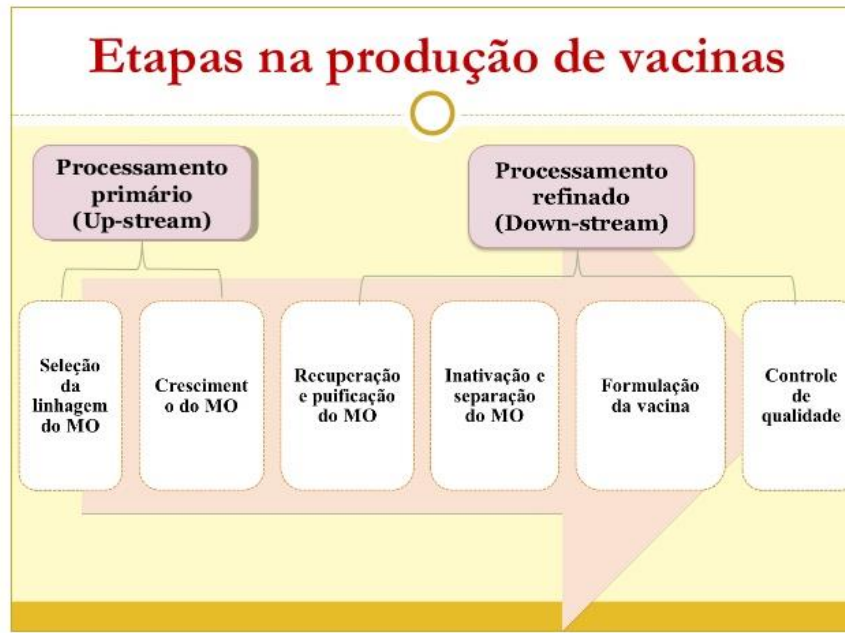 Etapas na produção de vacinas
Processamento
primário
(Up-stream)
Processamento
refinado
(Down-stream)
Seleção
da
linhagem
do MO
Cresciment
o do MO
Recuperação
e puificação
do MO
Inativação e
separação
do MO
Formulação
da vacina
Controle
de
qualidade